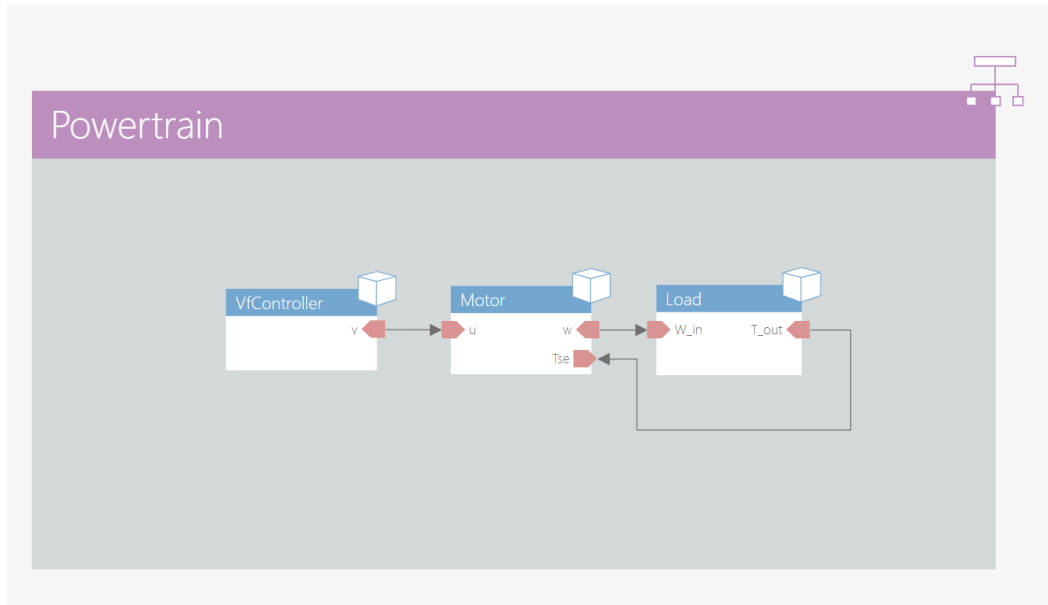 Powertrain
VfController
v
Motor
u
w
Tse
Load
W_in
T_out